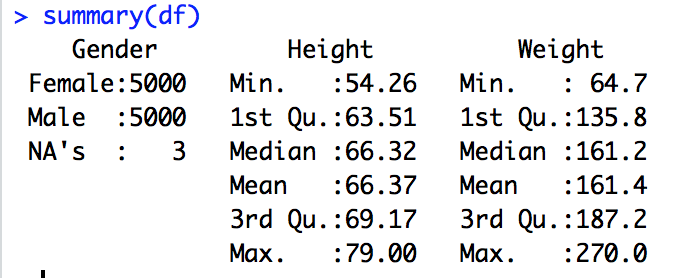 > summary(df)
    Gender          Height          Weight
 Female:5000   Min.   :54.26   Min.   : 64.7
 Male  :5000   1st Qu.:63.51   1st Qu.:135.8
 NA's  :   3   Median :66.32   Median :161.2
               Mean   :66.37   Mean   :161.4
               3rd Qu.:69.17   3rd Qu.:187.2
               Max.   :79.00   Max.   :270.0